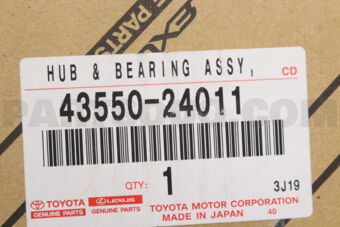 HUB & BEARING ASSY,
CD
43550-24011
QTY: 1
3J19
TOYOTA LEXUS TOYOTA MOTOR CORPORATION
GENUINE PARTS GENUINE PARTS MADE IN JAPAN 40